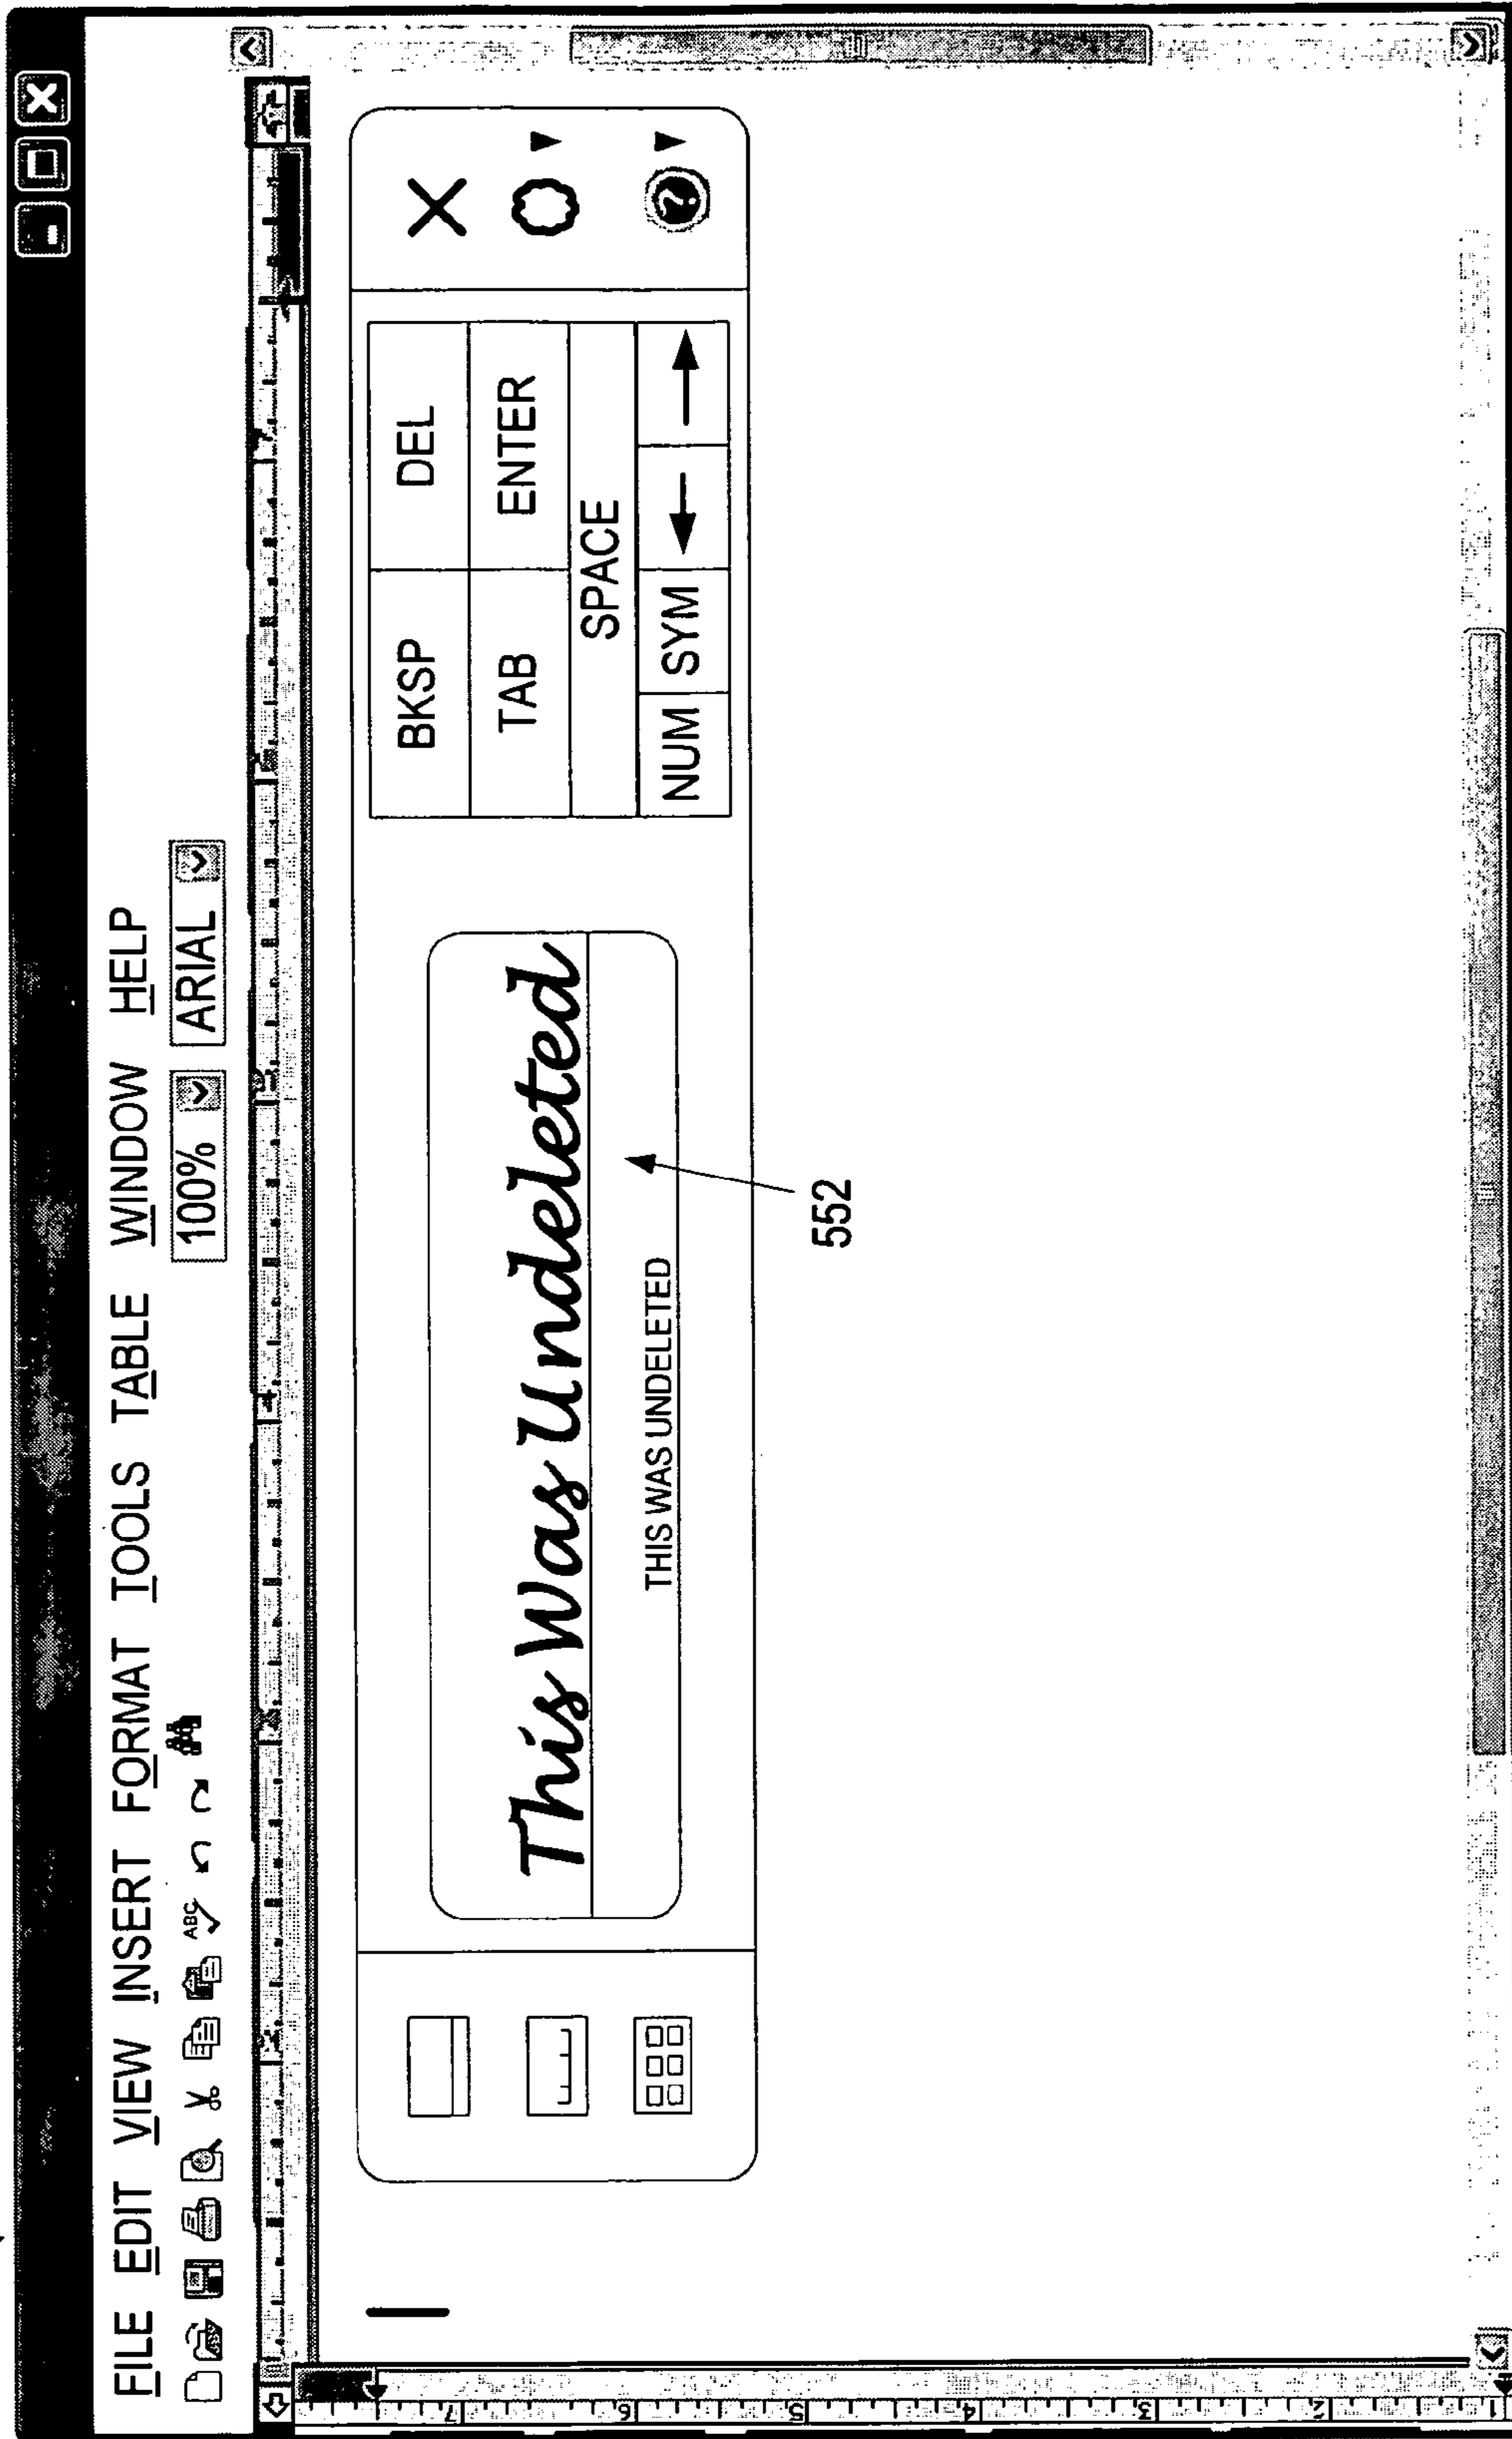 FILE EDIT VIEW INSERT FORMAT TOOLS TABLE WINDOW HELP
ABC 100% ARIAL
BKSP DEL
This Was Undeleted
TAB ENTER
SPACE
THIS WAS UNDELETED
NUM SYM
?
552